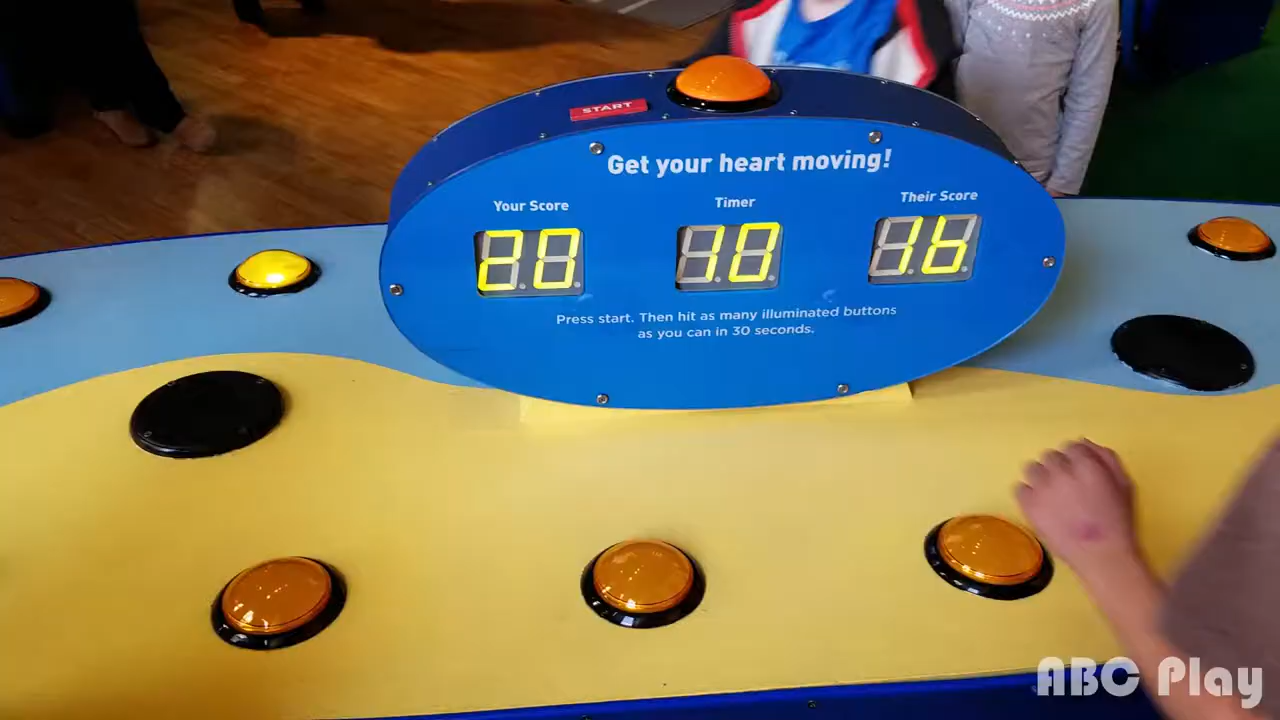 START
Get your heart moving!
Your Score
Timer
Their Score
20
10
16
Press start. Then hit as many illuminated buttons
as you can in 30 seconds.
ABC Play